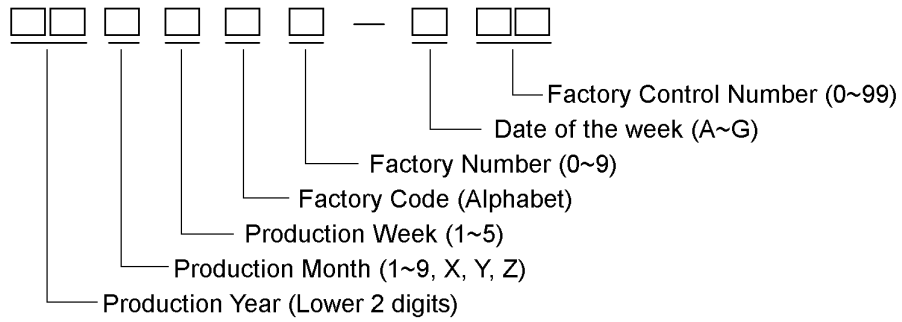 Factory Control Number (0~99)
Date of the week (A~G)
Factory Number (0~9)
Factory Code (Alphabet)
Production Week (1~5)
Production Month (1~9, X, Y, Z)
Production Year (Lower 2 digits)